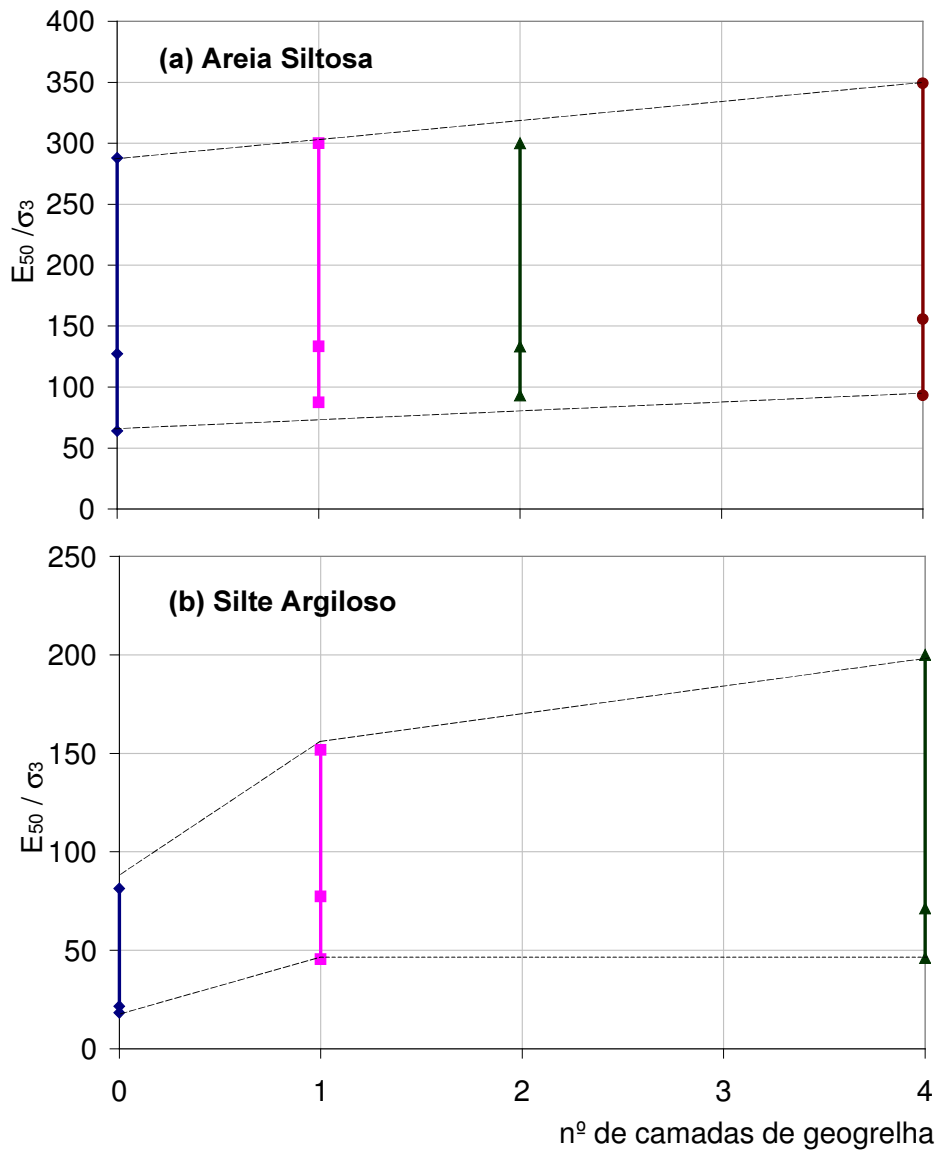 400
350
300
250
200
150
100
50
0
E50 /σ3
(a) Areia Siltosa
250
200
150
100
50
0
E50 / σ3
(b) Silte Argiloso
0 1 2 3 4
nº de camadas de geogrelha